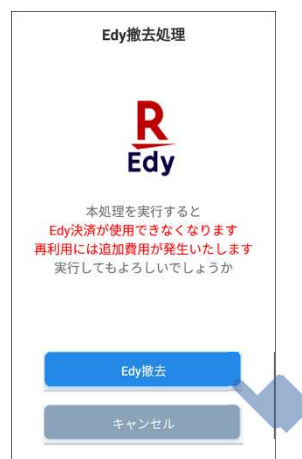 Edy撤去処理
R
Edy
本処理を実行すると
Edy決済が使用できなくなります
再利用には追加費用が発生いたします
実行してもよろしいでしょうか
Edy撤去
キャンセル